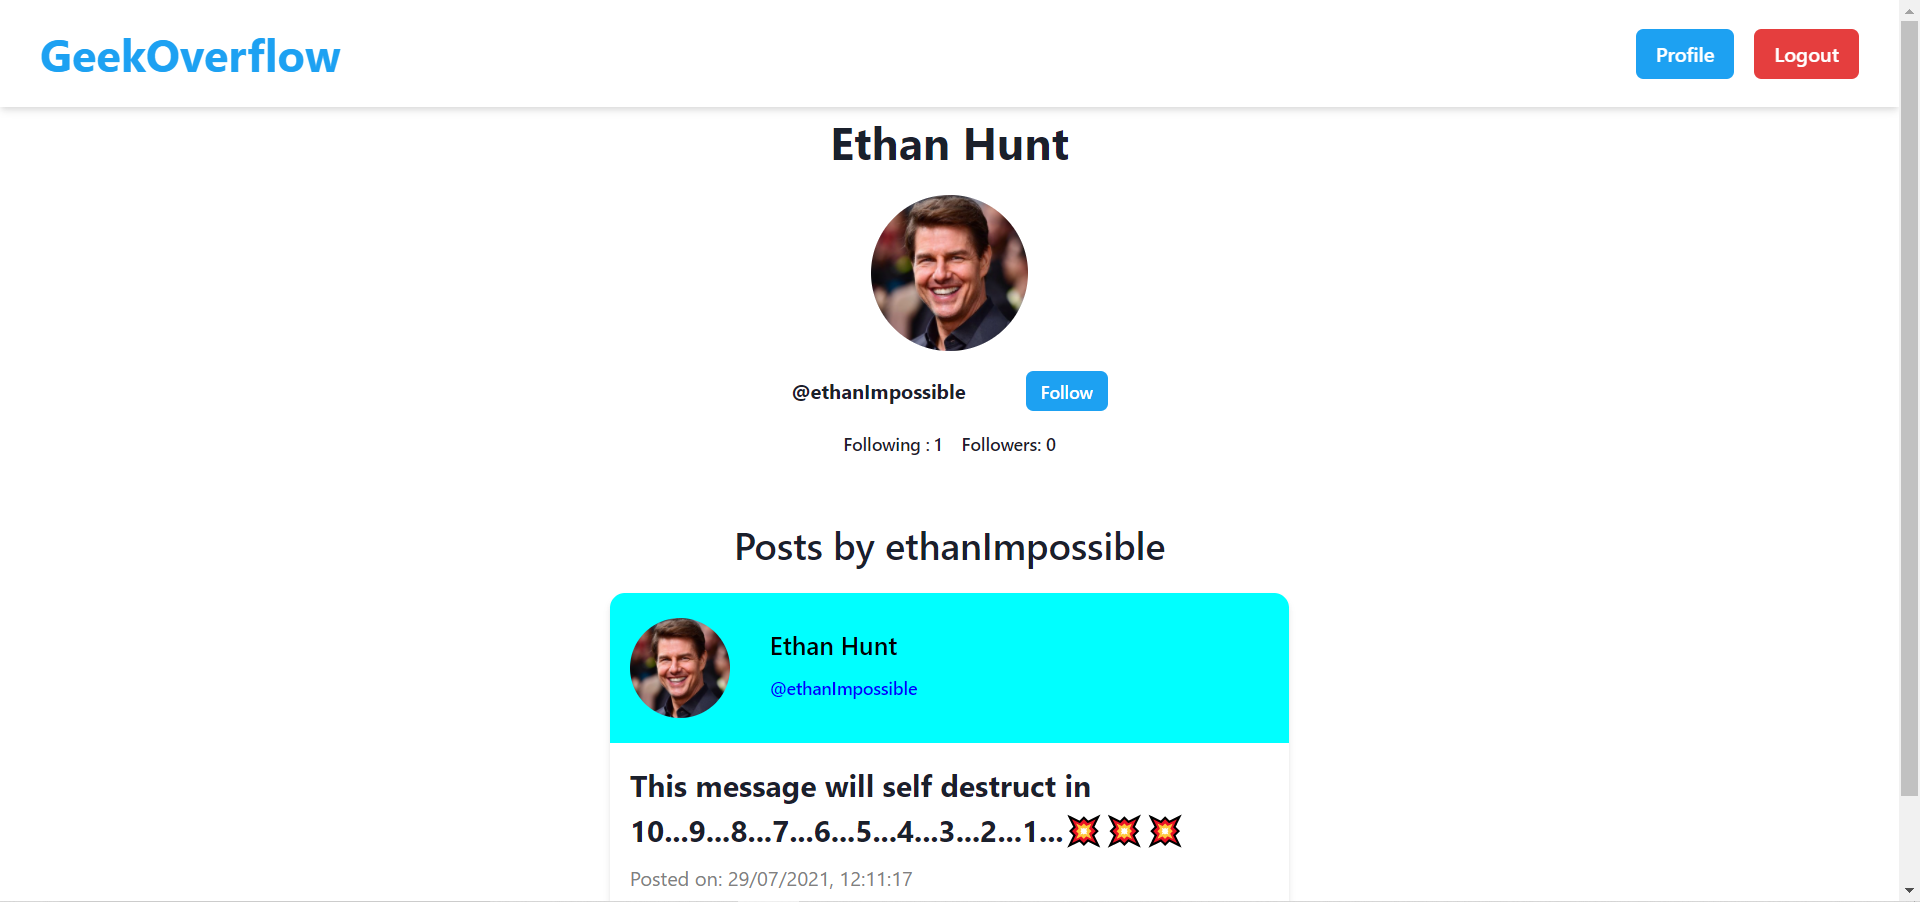 GeekOverflow
Profile
Logout
Ethan Hunt
@ethanImpossible
Follow
Following : 1
Followers: 0
Posts by ethanImpossible
Ethan Hunt
@ethanImpossible
This message will self destruct in
10...9...8...7...6...5...4...3...2...1...💥💥💥
Posted on: 29/07/2021, 12:11:17